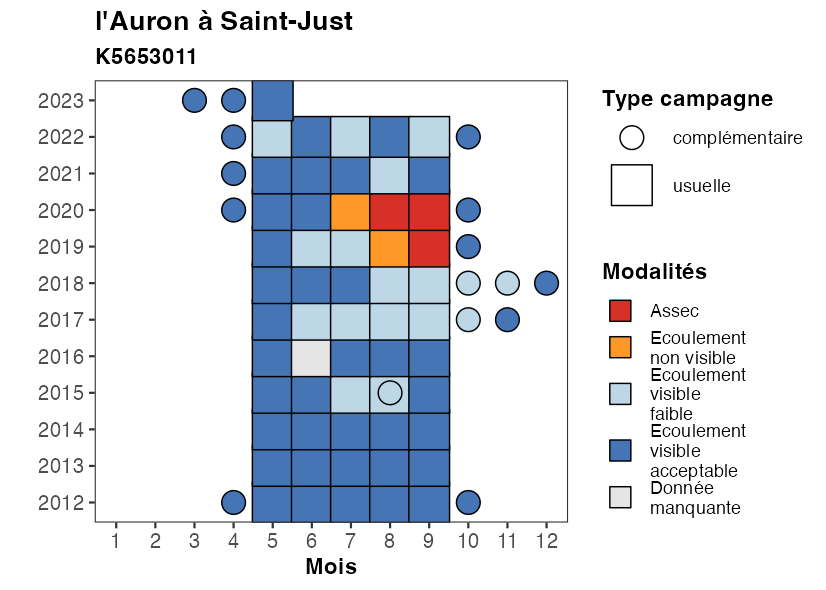 l'Auron à Saint-Just
K5653011
2023
2022
2021
2020
2019
2018
2017
2016
2015
2014
2013
2012
1 2 3 4 5 6 7 8 9 10 11 12
Mois
Type campagne
complémentaire
usuelle
Modalités
Assec
Ecoulement
non visible
Ecoulement
visible
faible
Ecoulement
visible
acceptable
Donnée
manquante